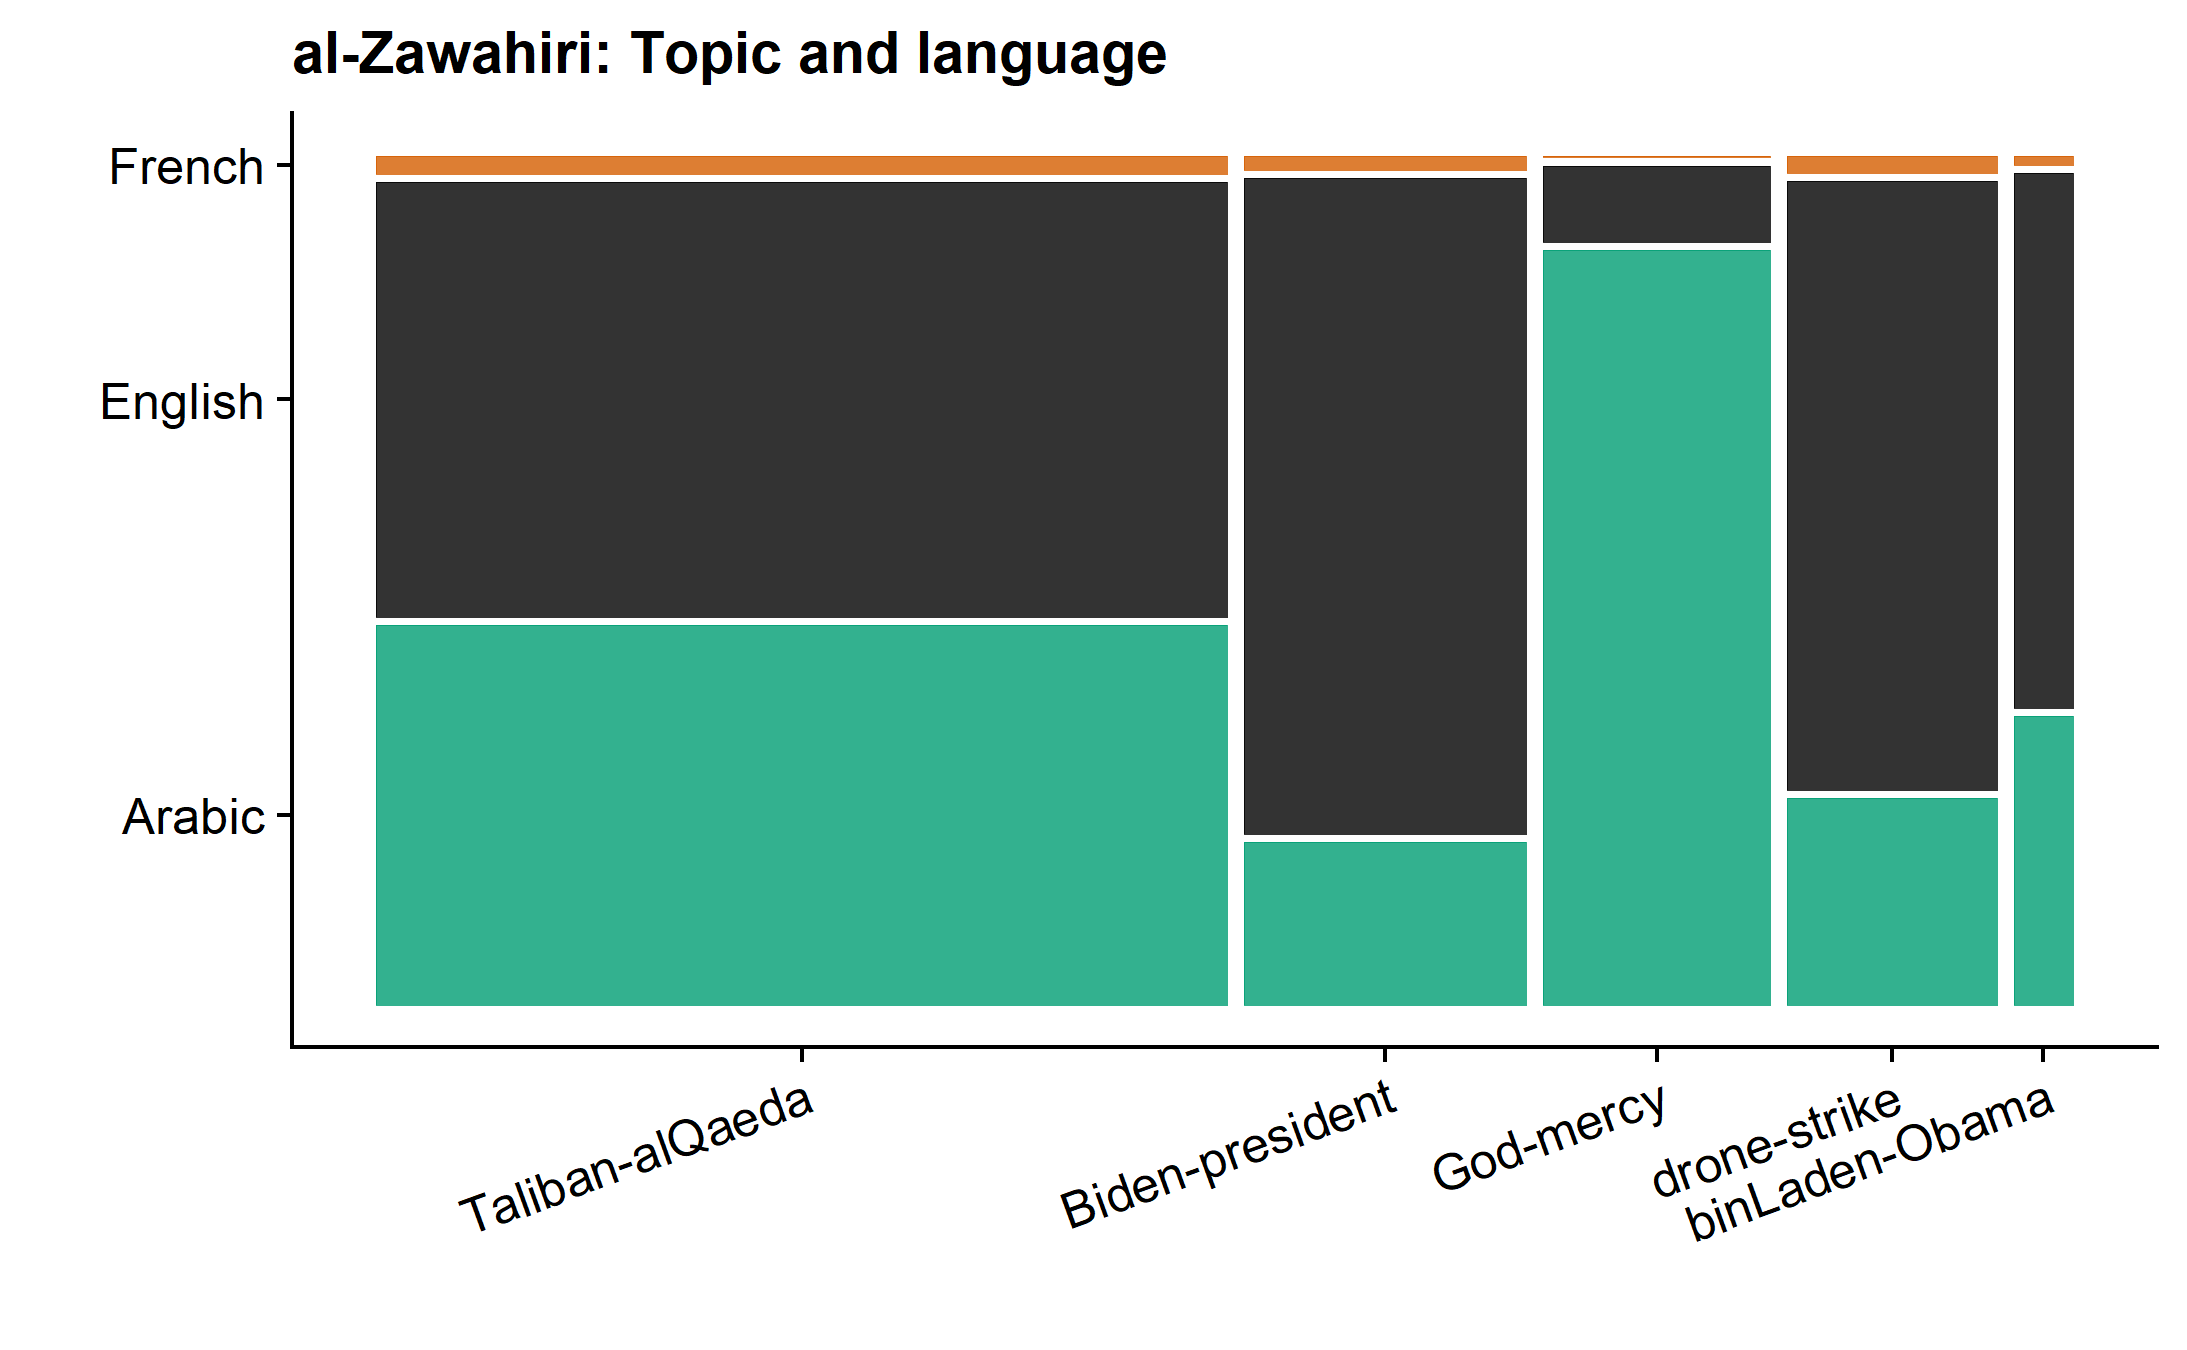 al-Zawahiri: Topic and language
French
English
Arabic
Taliban-alQaeda
Biden-president
God-mercy
drone-strike
binLaden-Obama